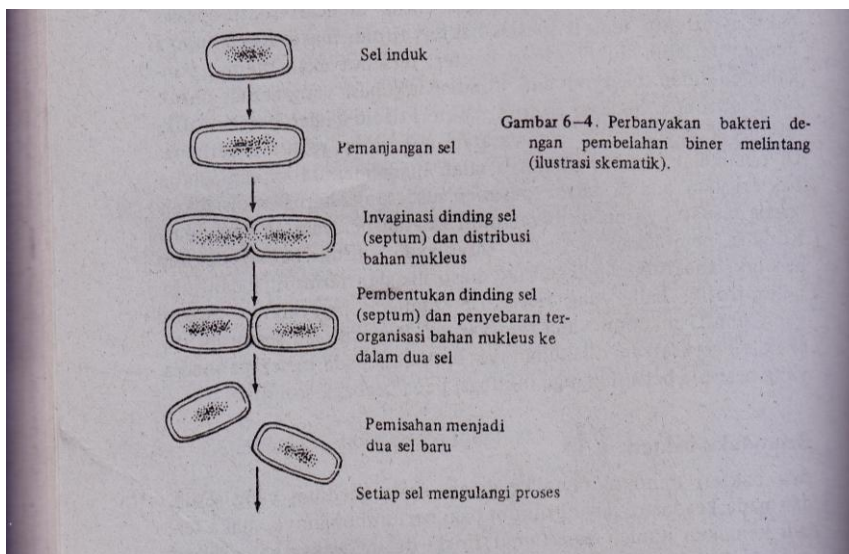 Sel induk
Gambar 6–4. Perbanyakan bakteri de-
ngan pembelahan biner melintang
(ilustrasi skematik).
Pemanjangan sel
Invaginasi dinding sel
(septum) dan distribusi
bahan nukleus
Pembentukan dinding sel
(septum) dan penyebaran ter-
organisasi bahan nukleus ke
dalam dua sel
Pemisahan menjadi
dua sel baru
Setiap sel mengulangi proses